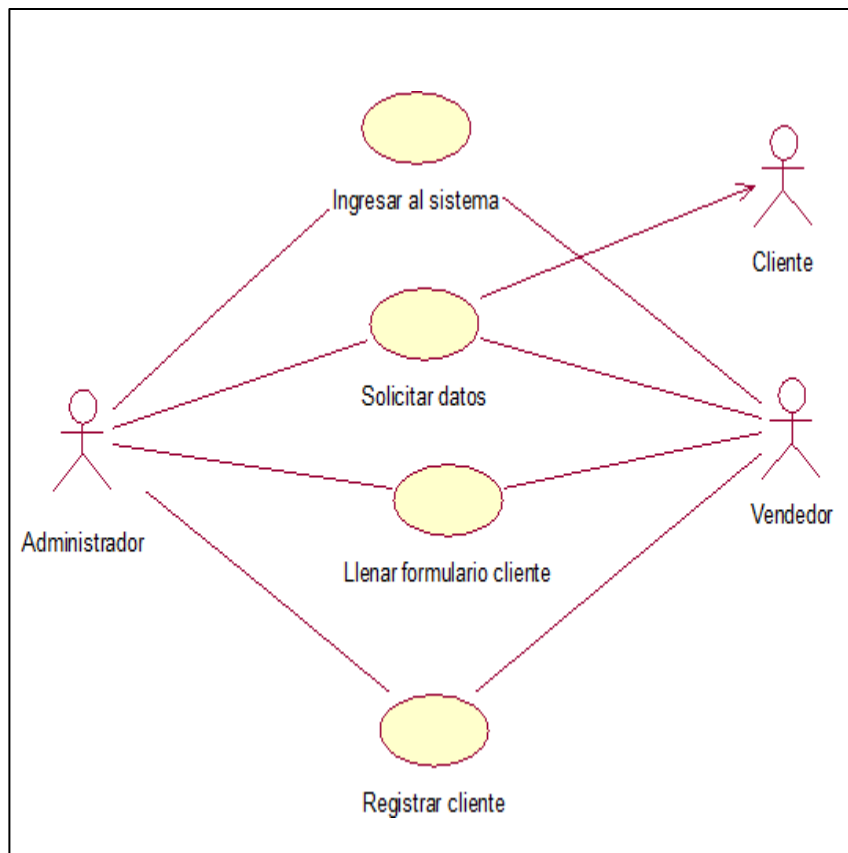 Ingresar al sistema
Cliente
Solicitar datos
Vendedor
Administrador
Llenar formulario cliente
Registrar cliente